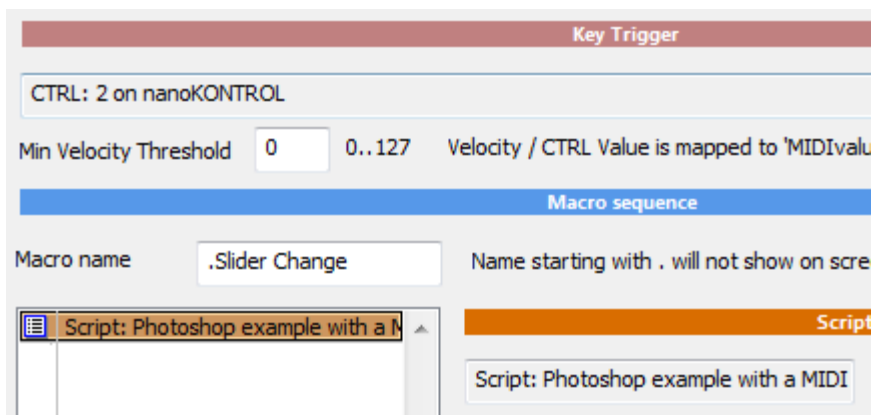 Key Trigger
CTRL: 2 on nanoKONTROL
Min Velocity Threshold 0 0..127 Velocity / CTRL Value is mapped to 'MIDIvalu
Macro sequence
Macro name .Slider Change Name starting with . will not show on scre
Script: Photoshop example with a M
Script
Script: Photoshop example with a MIDI